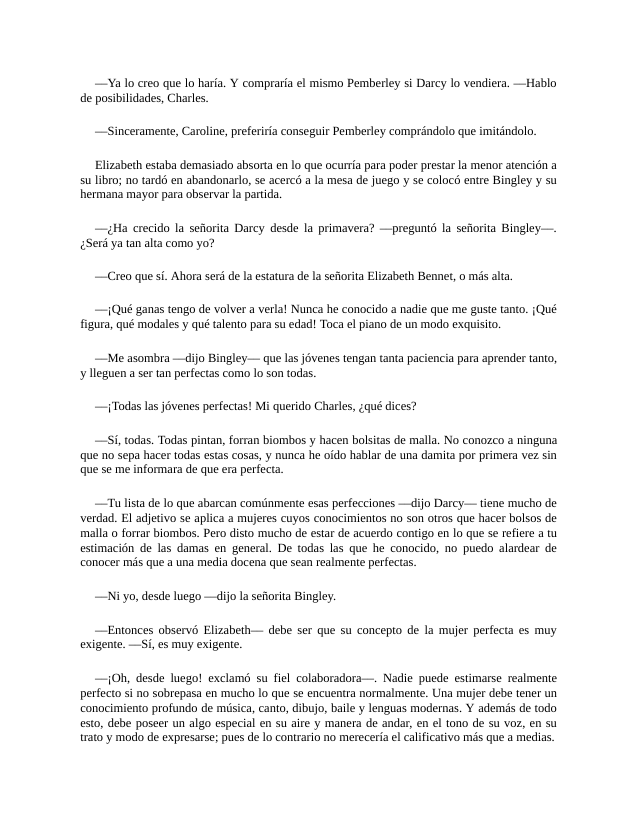 —Ya lo creo que lo haría. Y compraría el mismo Pemberley si Darcy lo vendiera. —Hablo
de posibilidades, Charles.
—Sinceramente, Caroline, preferiría conseguir Pemberley comprándolo que imitándolo.
Elizabeth estaba demasiado absorta en lo que ocurría para poder prestar la menor atención a
su libro; no tardó en abandonarlo, se acercó a la mesa de juego y se colocó entre Bingley y su
hermana mayor para observar la partida.
—¿Ha crecido la señorita Darcy desde la primavera? —preguntó la señorita Bingley—.
¿Será ya tan alta como yo?
—Creo que sí. Ahora será de la estatura de la señorita Elizabeth Bennet, o más alta.
—¡Qué ganas tengo de volver a verla! Nunca he conocido a nadie que me guste tanto. ¡Qué
figura, qué modales y qué talento para su edad! Toca el piano de un modo exquisito.
—Me asombra —dijo Bingley— que las jóvenes tengan tanta paciencia para aprender tanto,
y lleguen a ser tan perfectas como lo son todas.
—¡Todas las jóvenes perfectas! Mi querido Charles, ¿qué dices?
—Sí, todas. Todas pintan, forran biombos y hacen bolsitas de malla. No conozco a ninguna
que no sepa hacer todas estas cosas, y nunca he oído hablar de una damita por primera vez sin
que se me informara de que era perfecta.
—Tu lista de lo que abarcan comúnmente esas perfecciones —dijo Darcy— tiene mucho de
verdad. El adjetivo se aplica a mujeres cuyos conocimientos no son otros que hacer bolsos de
malla o forrar biombos. Pero disto mucho de estar de acuerdo contigo en lo que se refiere a tu
estimación de las damas en general. De todas las que he conocido, no puedo alardear de
conocer más que a una media docena que sean realmente perfectas.
—Ni yo, desde luego —dijo la señorita Bingley.
—Entonces observó Elizabeth— debe ser que su concepto de la mujer perfecta es muy
exigente. —Sí, es muy exigente.
—¡Oh, desde luego! exclamó su fiel colaboradora—. Nadie puede estimarse realmente
perfecto si no sobrepasa en mucho lo que se encuentra normalmente. Una mujer debe tener un
conocimiento profundo de música, canto, dibujo, baile y lenguas modernas. Y además de todo
esto, debe poseer un algo especial en su aire y manera de andar, en el tono de su voz, en su
trato y modo de expresarse; pues de lo contrario no merecería el calificativo más que a medias.